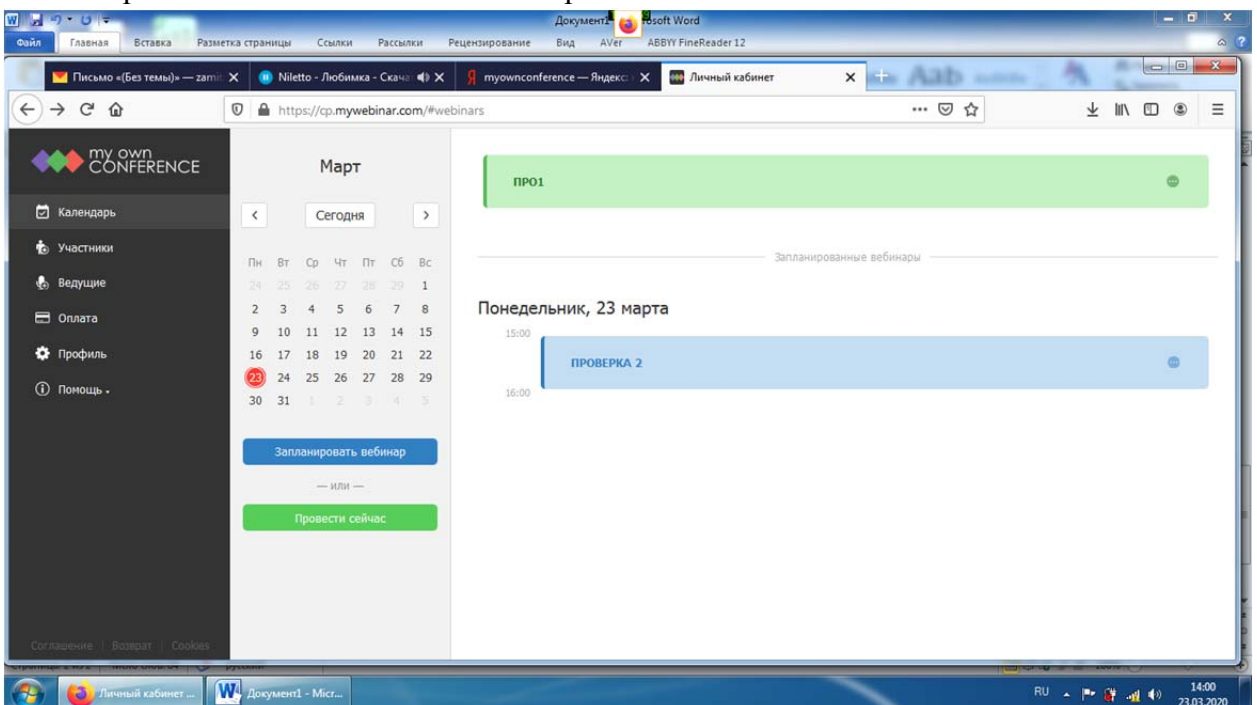 Документ1 rosoft Word
Файл Главная Вставка Разметка страницы Ссылки Рассылки Рецензирование Вид AVer ABBYY FineReader 12
Письмо «(Без темы)» — zami Niletto - Любимка - Скача myownconference — Яндекс: Личный кабинет
https://cp.mywebinar.com/#webinars
my own
CONFERENCE
Календарь
Участники
Ведущие
Оплата
Профиль
Помощь
Соглашение | Возврат | Cookies
Март
Сегодня
Пн Вт Ср Чт Пт Сб Вс
24 25 26 27 28 29 1
2 3 4 5 6 7 8
9 10 11 12 13 14 15
16 17 18 19 20 21 22
23 24 25 26 27 28 29
30 31 1 2 3 4 5
Запланировать вебинар
— или —
Провести сейчас
ПРО1
Запланированные вебинары
Понедельник, 23 марта
15:00
ПРОВЕРКА 2
16:00
Личный кабинет ... Документ1 - Micr... RU 14:00
23.03.2020